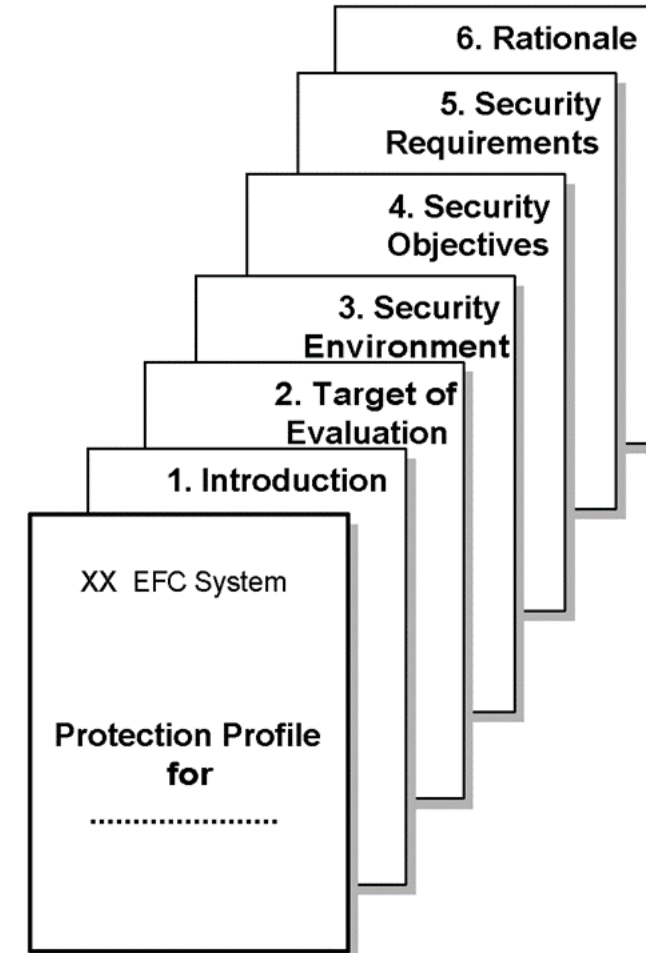 6. Rationale
5. Security
Requirements
4. Security
Objectives
3. Security
Environment
2. Target of
Evaluation
1. Introduction
XX EFC System
Protection Profile
for
......................